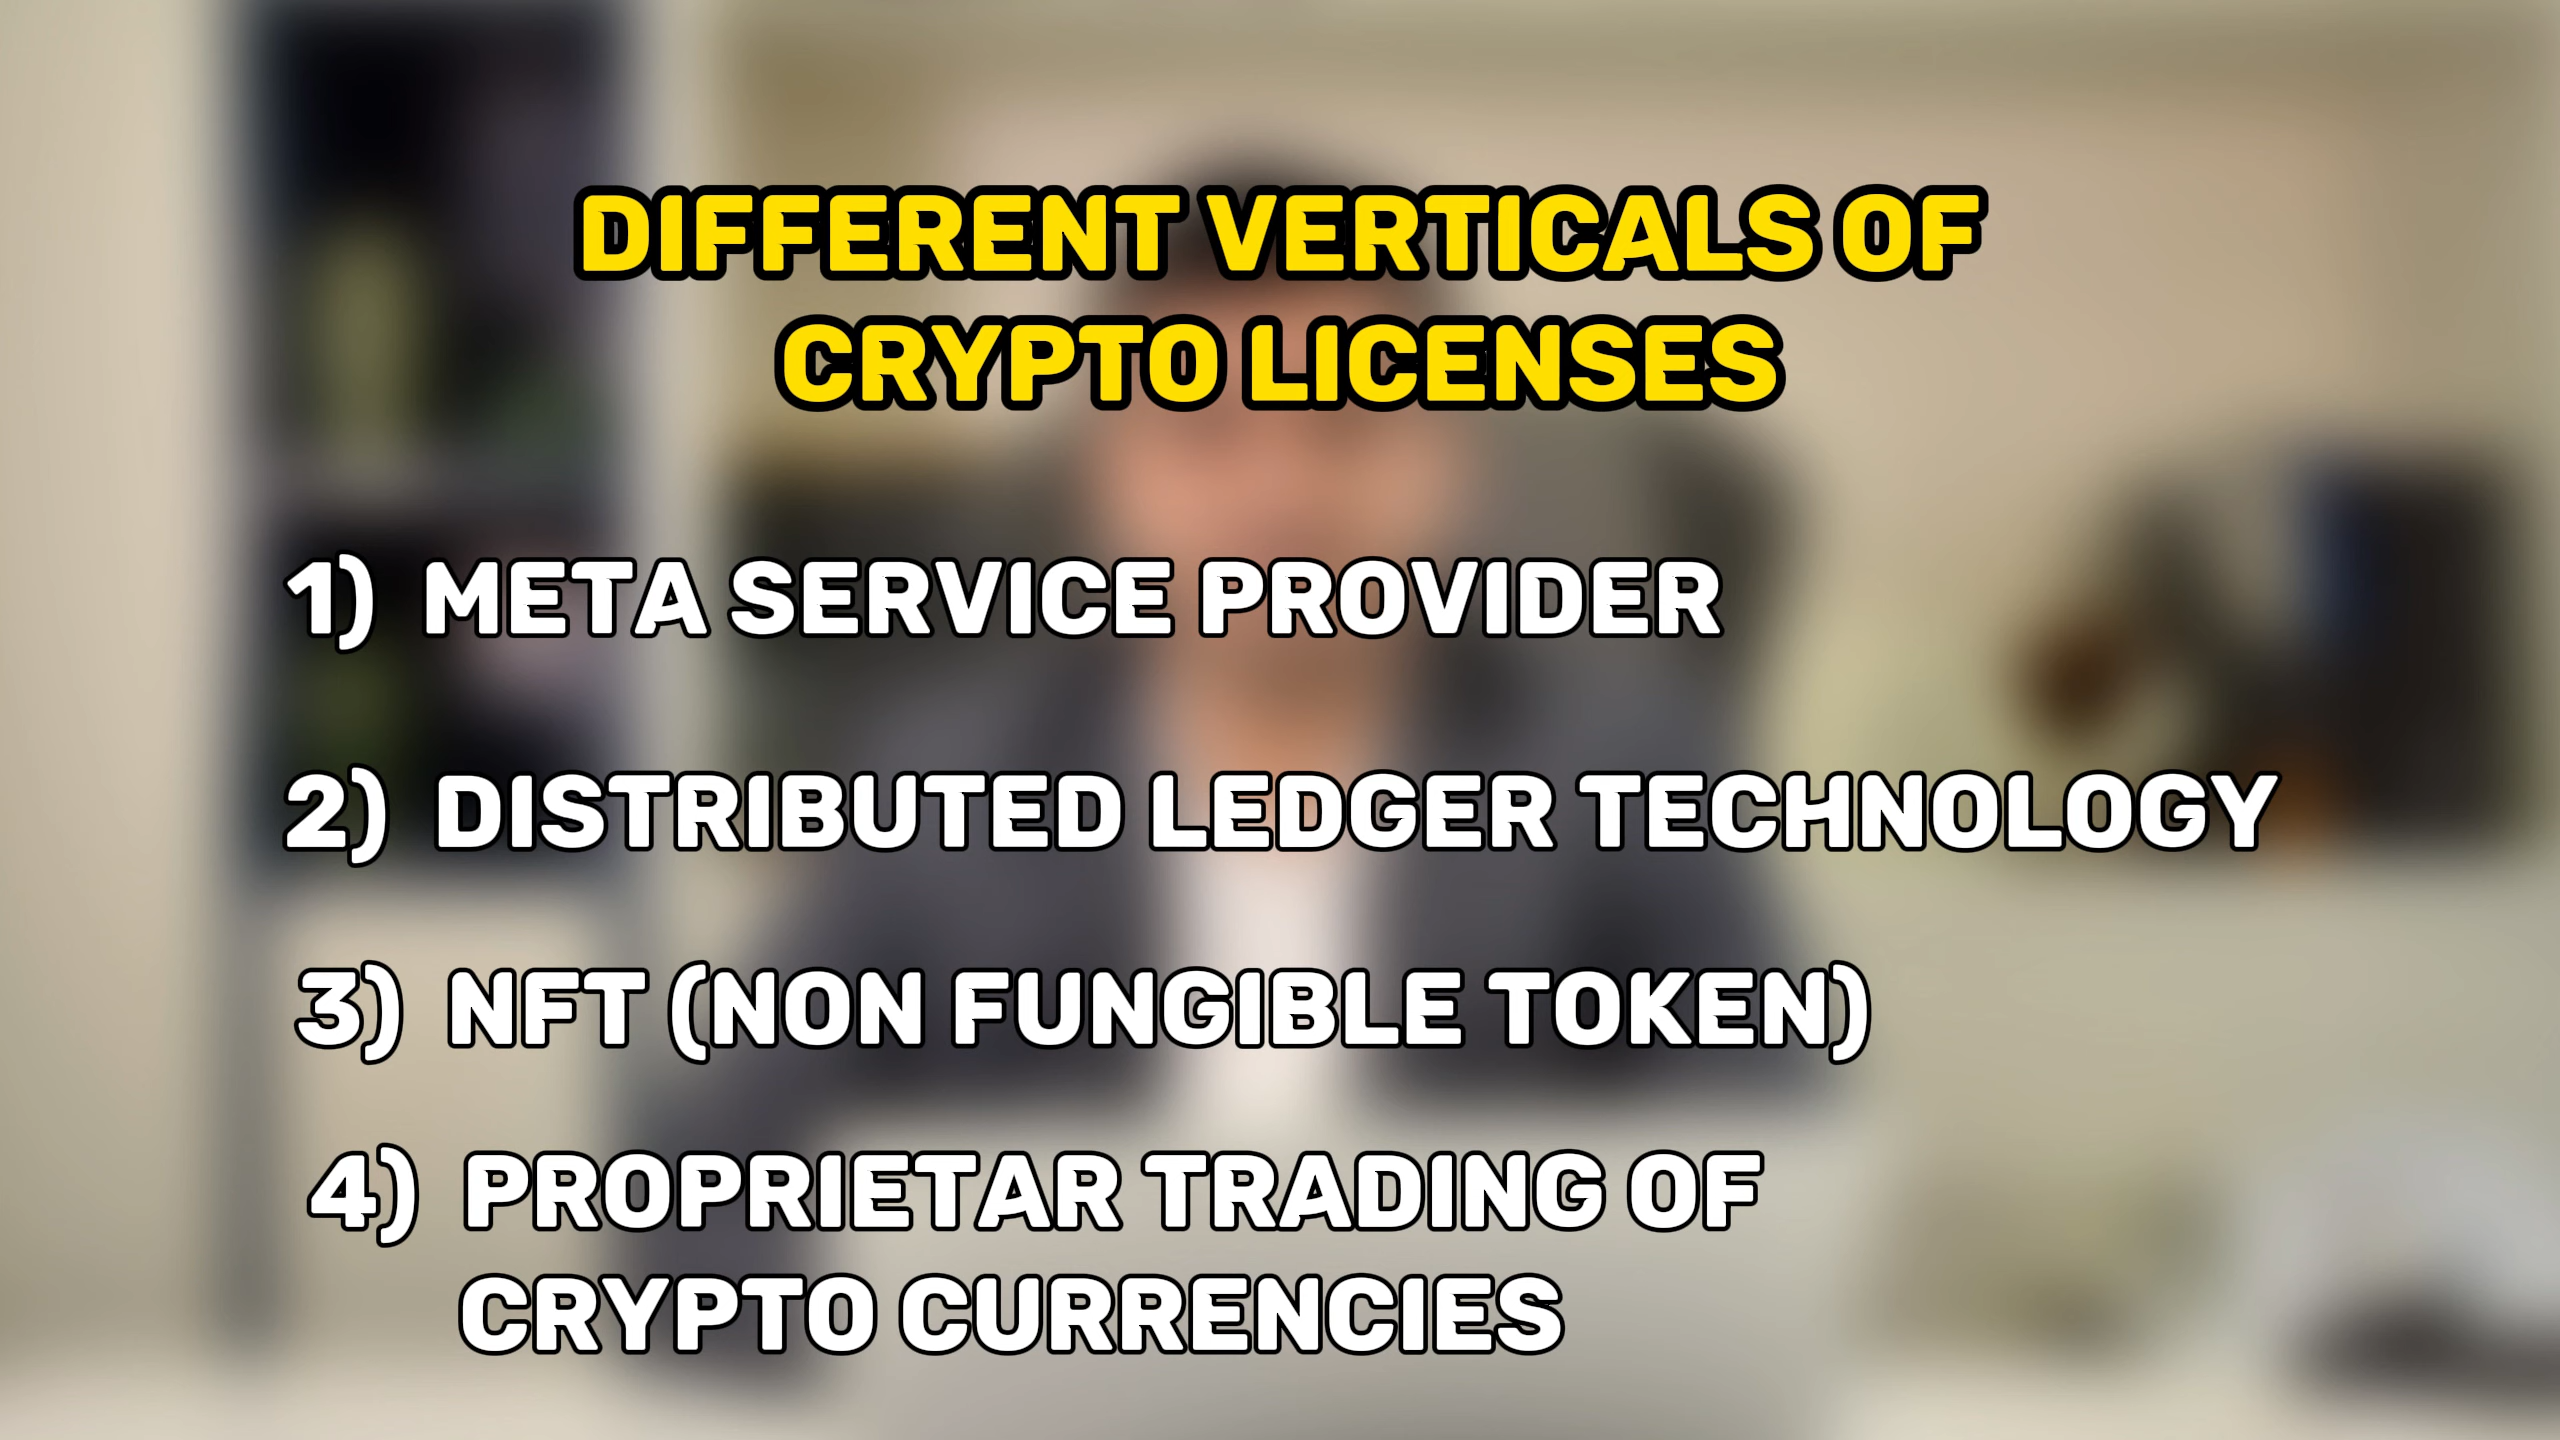 DIFFERENT VERTICALS OF
CRYPTO LICENSES
1) META SERVICE PROVIDER
2) DISTRIBUTED LEDGER TECHNOLOGY
3) NFT (NON FUNGIBLE TOKEN)
4) PROPRIETAR TRADING OF
CRYPTO CURRENCIES